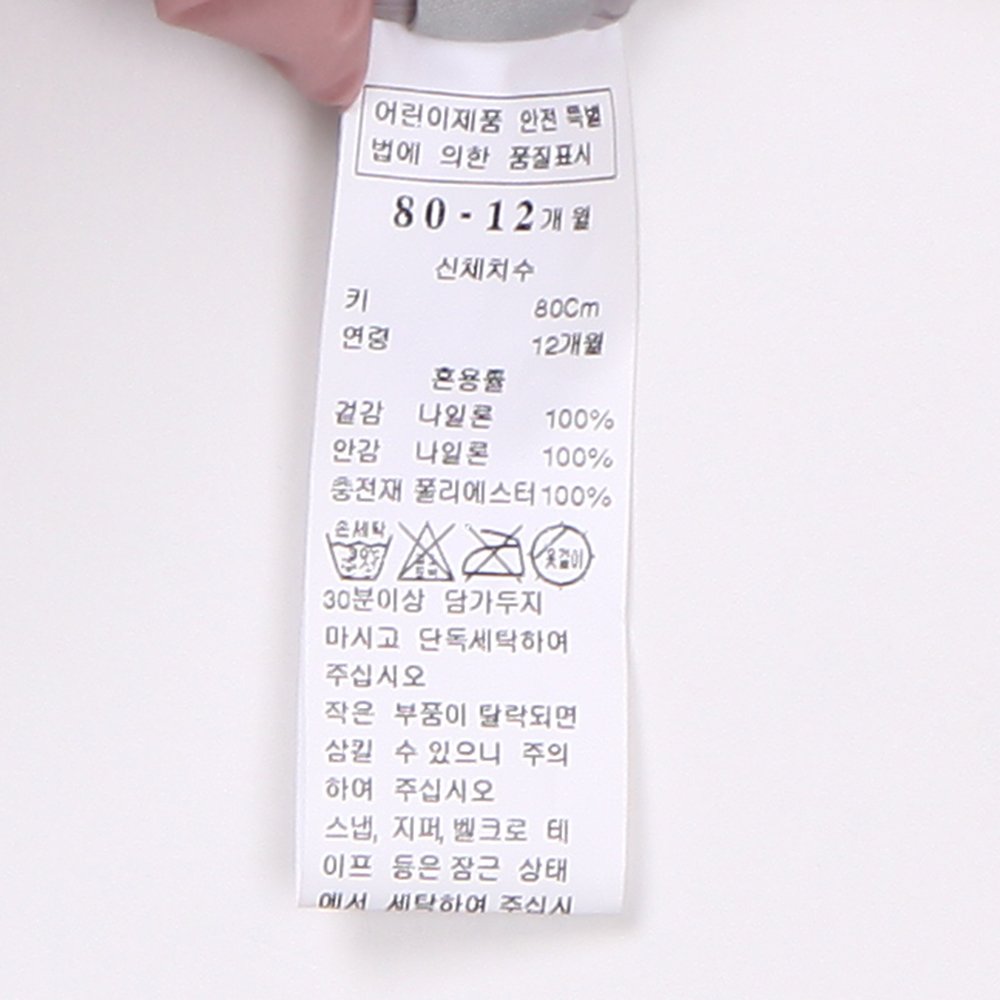 어린이제품 안전 특별
법에 의한 품질표시
80-12개월
신체치수
키 80Cm
연령 12개월
혼용률
겉감 나일론 100%
안감 나일론 100%
충전재 폴리에스터 100%
손세탁
옷걸이
30분이상 담가두지
마시고 단독세탁하여
주십시오
작은 부품이 탈락되면
삼킬 수 있으니 주의
하여 주십시오
스냅, 지퍼, 벨크로 테
이프 등은 잠근 상태
에서 세탁하여 주십시